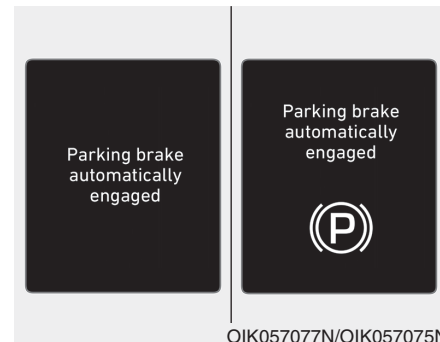 Parking brake
automatically
engaged
Parking brake
automatically
engaged
P
OIK057077N/OIK057075N